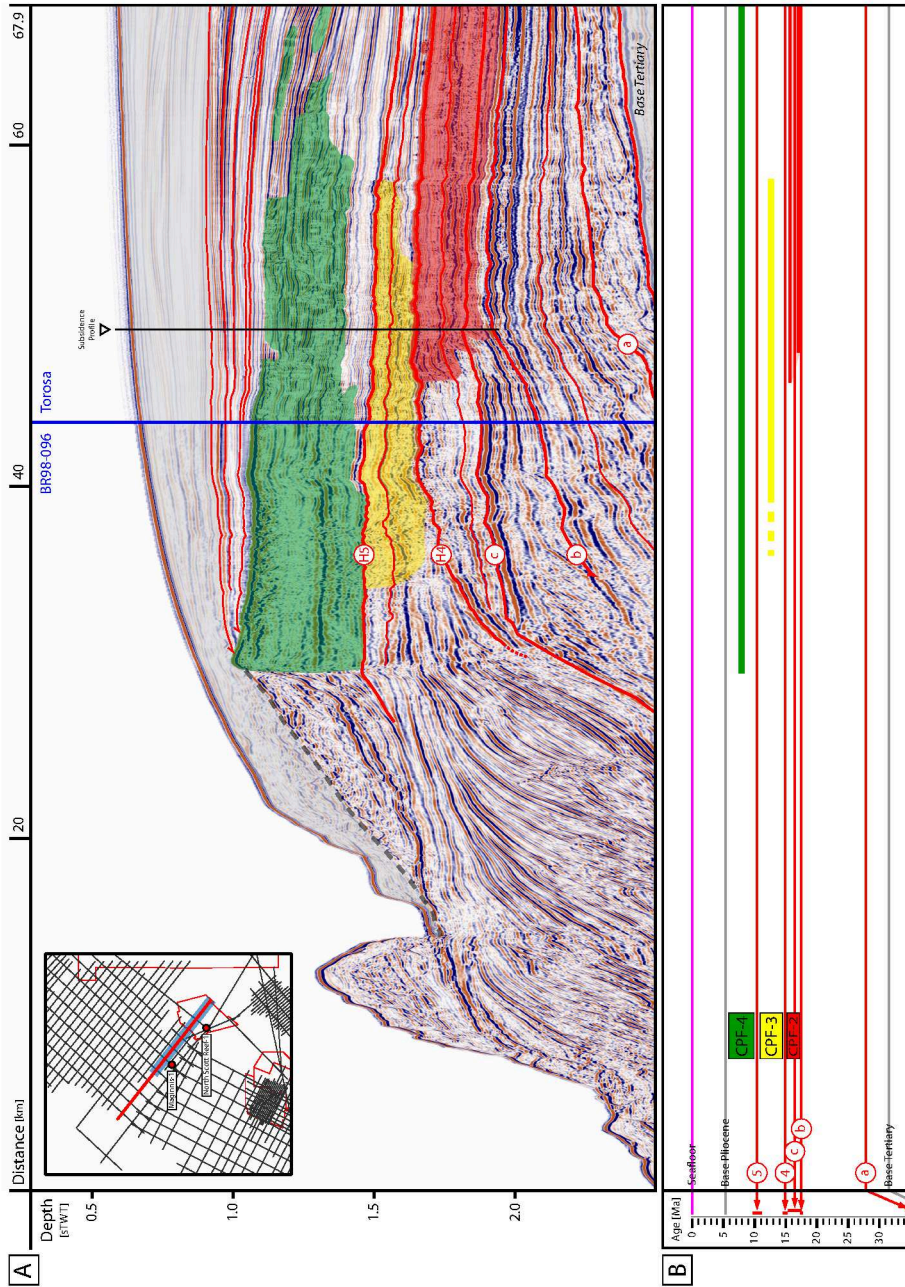 A
Distance [km]
20
40
60
67.9
Depth
[sTWT]
0.5
1.0
1.5
2.0
Maginnis-1
North Scott Reef-1
BR98-096
Torosa
Subsidence
Profile
H5
H4
c
b
a
Base Tertiary
B
Age [Ma]
0
5
10
15
20
25
30
Seafloor
Base Pliocene
5
4
c
b
a
Base Tertiary
CPF-4
CPF-3
CPF-2